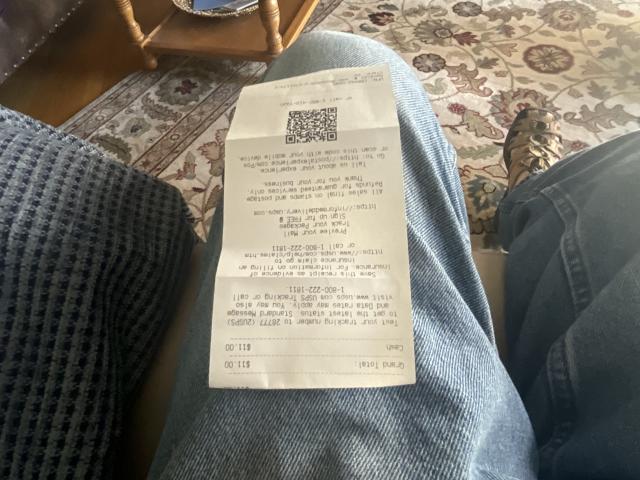 Grand Total: $11.00
Cash $11.00
Text your tracking number to 28777 (2USPS)
to get the latest status. Standard Message
and Data rates may apply. You may also
visit www.usps.com USPS Tracking or call
1-800-222-1811
Save this receipt as evidence of
insurance. For information on filing an
insurance claim go to
https://www.usps.com/help/claims.htm
or call 1-800-222-1811
Preview your Mail
Track your Packages
Sign up for FREE @
https://informeddelivery.usps.com
All sales final on stamps and postage
Refunds for guaranteed services only.
Thank you for your business.
Tell us about your experience.
Go to: https://postalexperience.com/Pos
or scan this code with your mobile device,
or call 1-800-410-7420